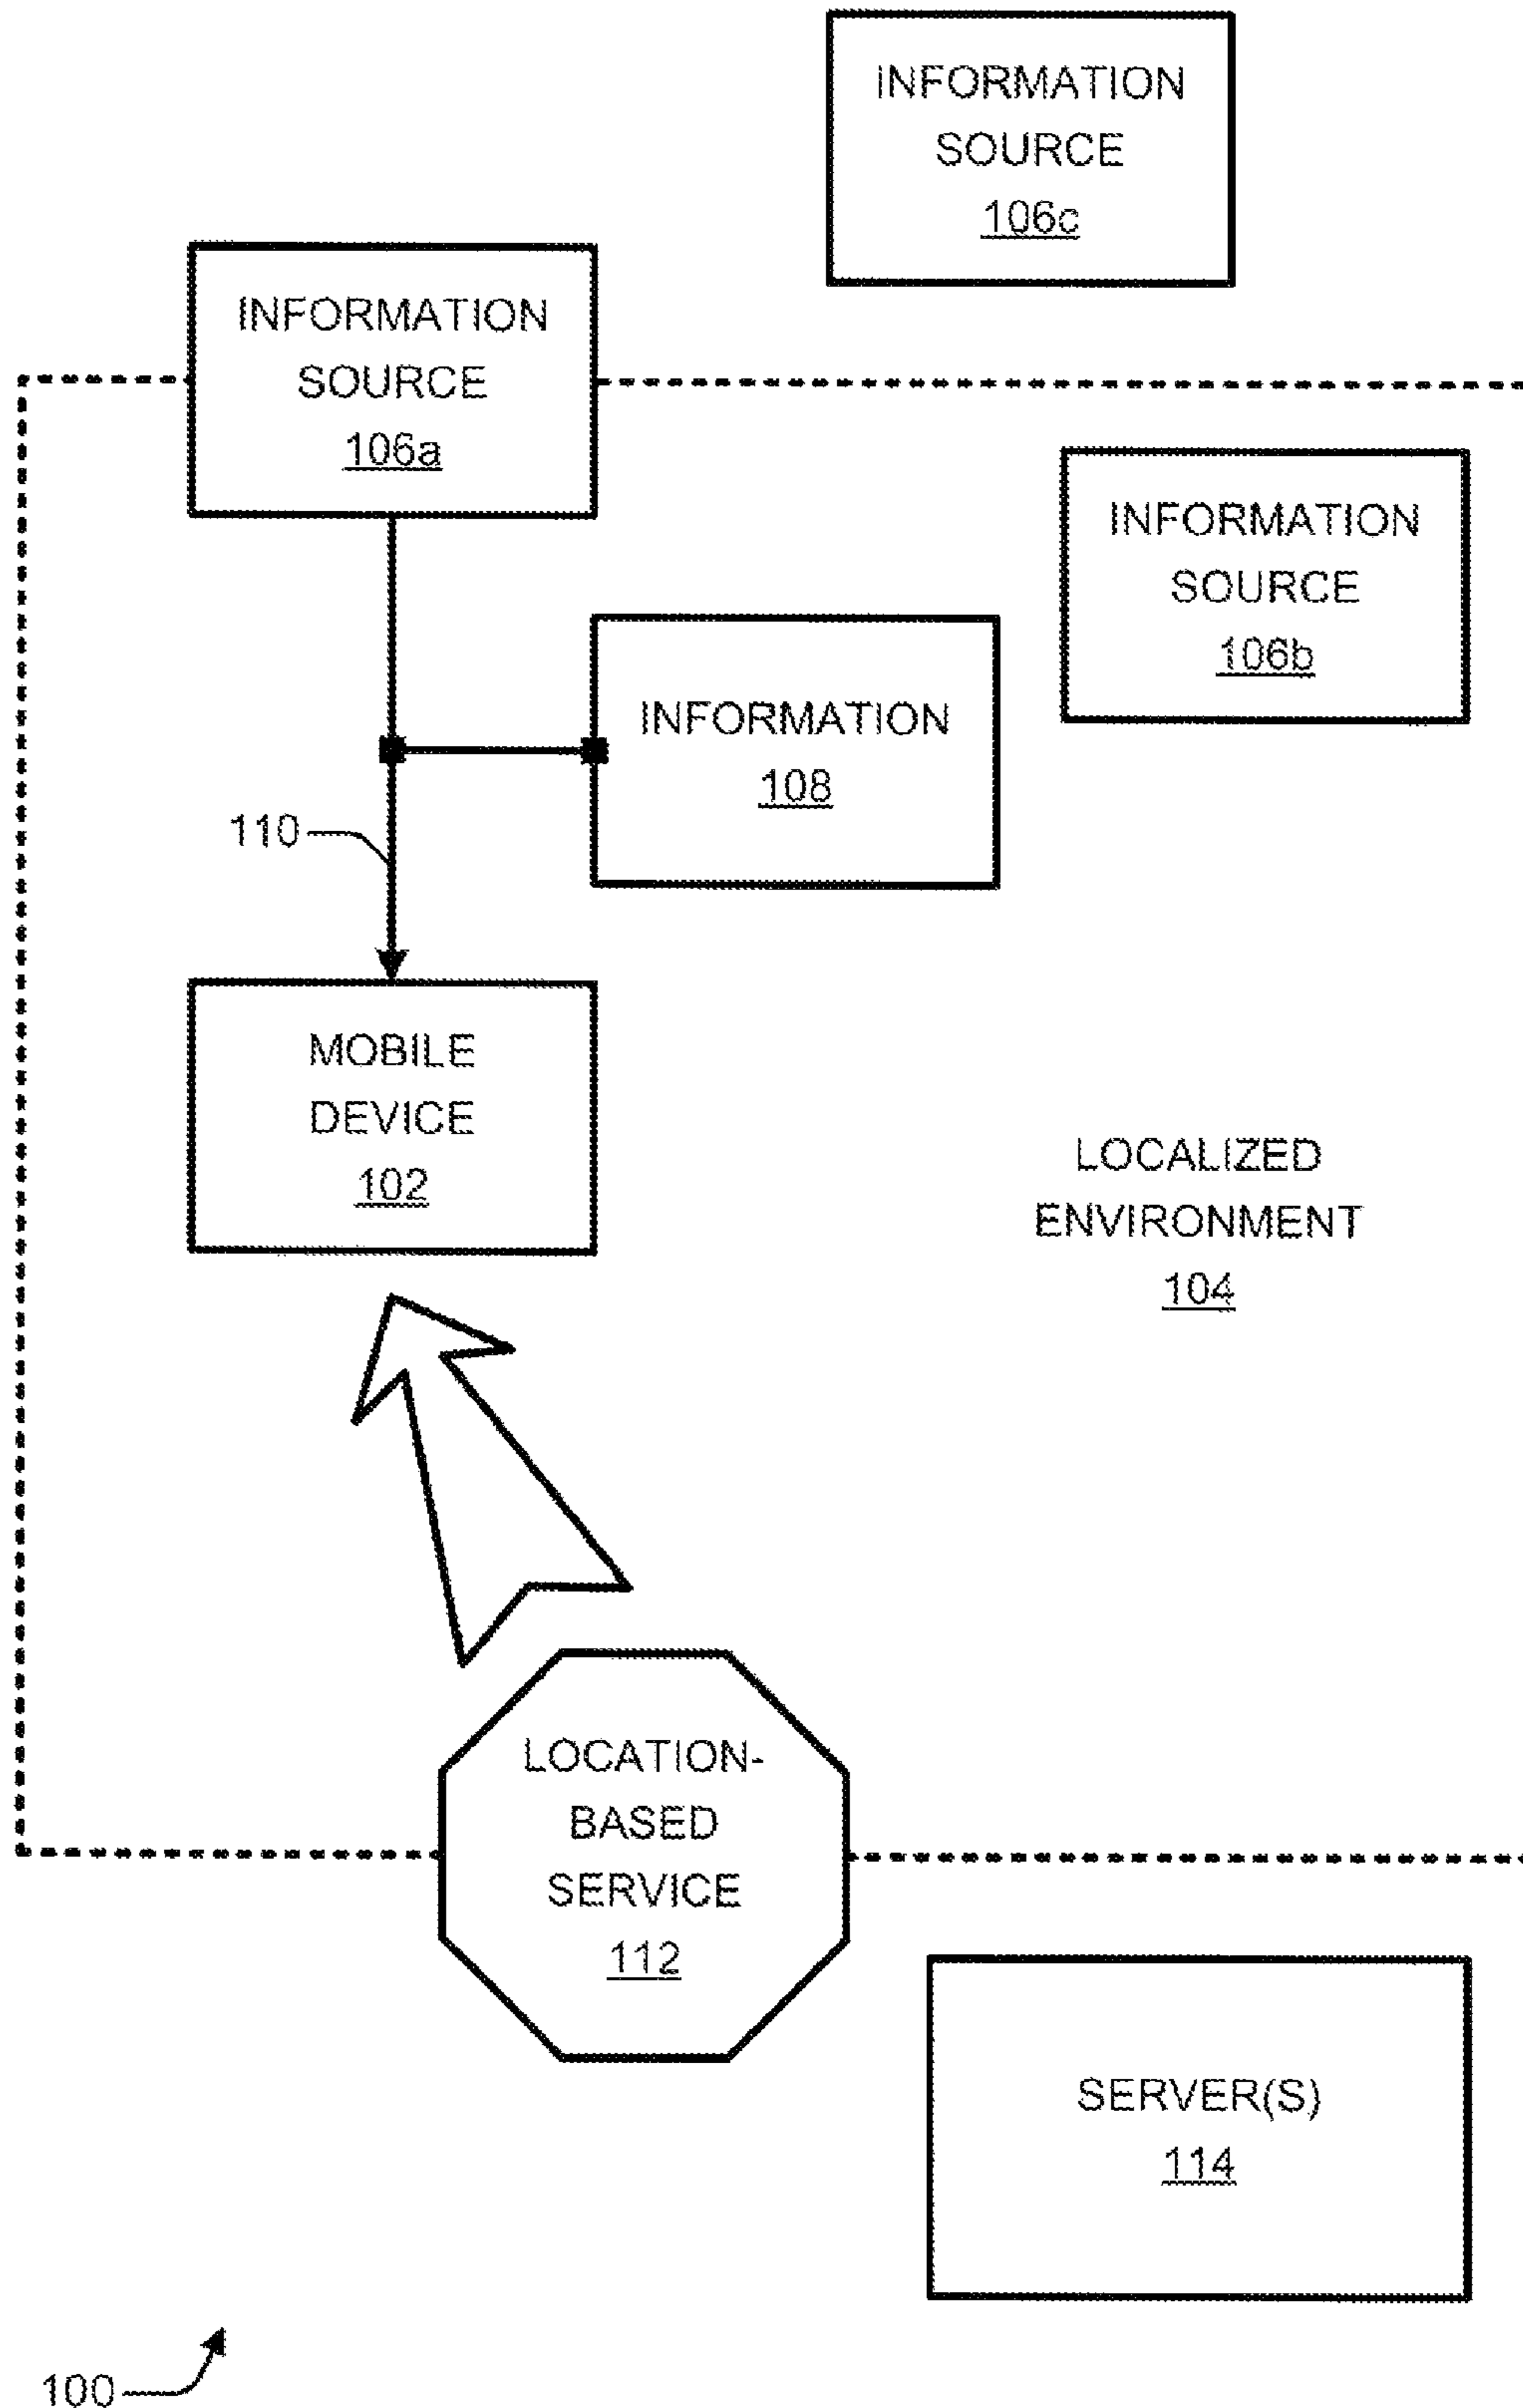 INFORMATION
SOURCE
106c
INFORMATION
SOURCE
106a
INFORMATION
SOURCE
106b
INFORMATION
108
110
MOBILE
DEVICE
102
LOCALIZED
ENVIRONMENT
104
LOCATION-
BASED
SERVICE
112
SERVER(S)
114
100